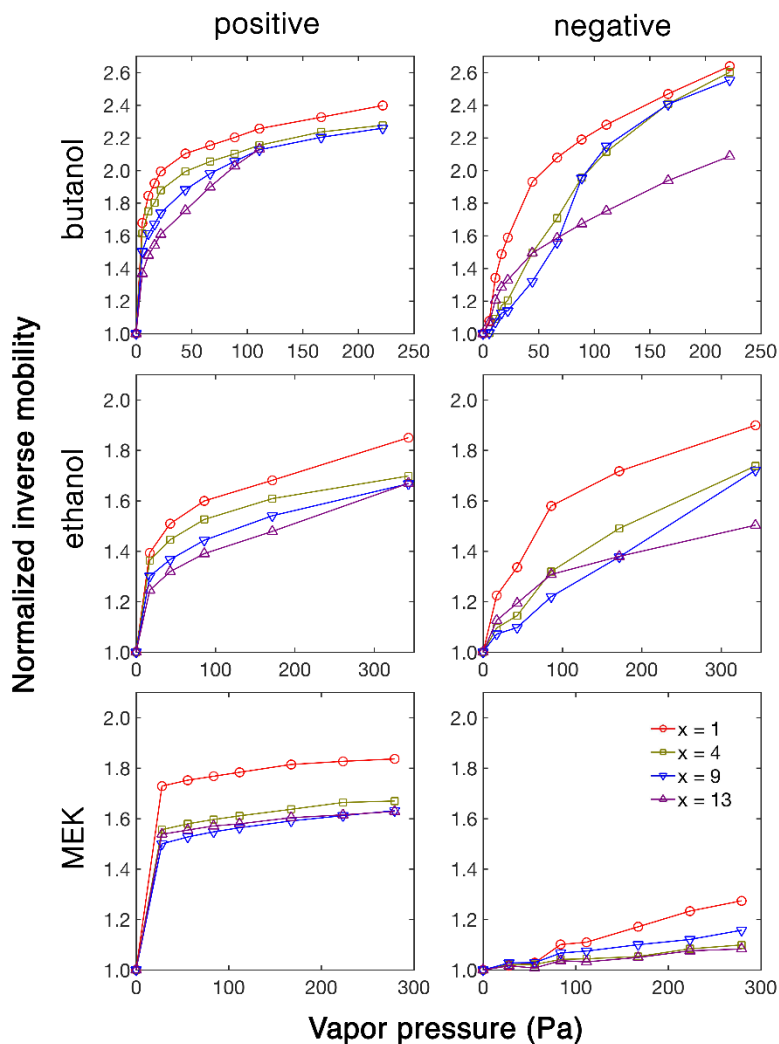 positive negative
butanol
2.6
2.4
2.2
2.0
1.8
1.6
1.4
1.2
1.0
0 50 100 150 200 250
2.6
2.4
2.2
2.0
1.8
1.6
1.4
1.2
1.0
0 50 100 150 200 250
Normalized inverse mobility
ethanol
2.0
1.8
1.6
1.4
1.2
1.0
0 100 200 300
2.0
1.8
1.6
1.4
1.2
1.0
0 100 200 300
MEK
2.0
1.8
1.6
1.4
1.2
1.0
0 100 200 300
2.0
1.8
1.6
1.4
1.2
1.0
0 100 200 300
x = 1
x = 4
x = 9
x = 13
Vapor pressure (Pa)